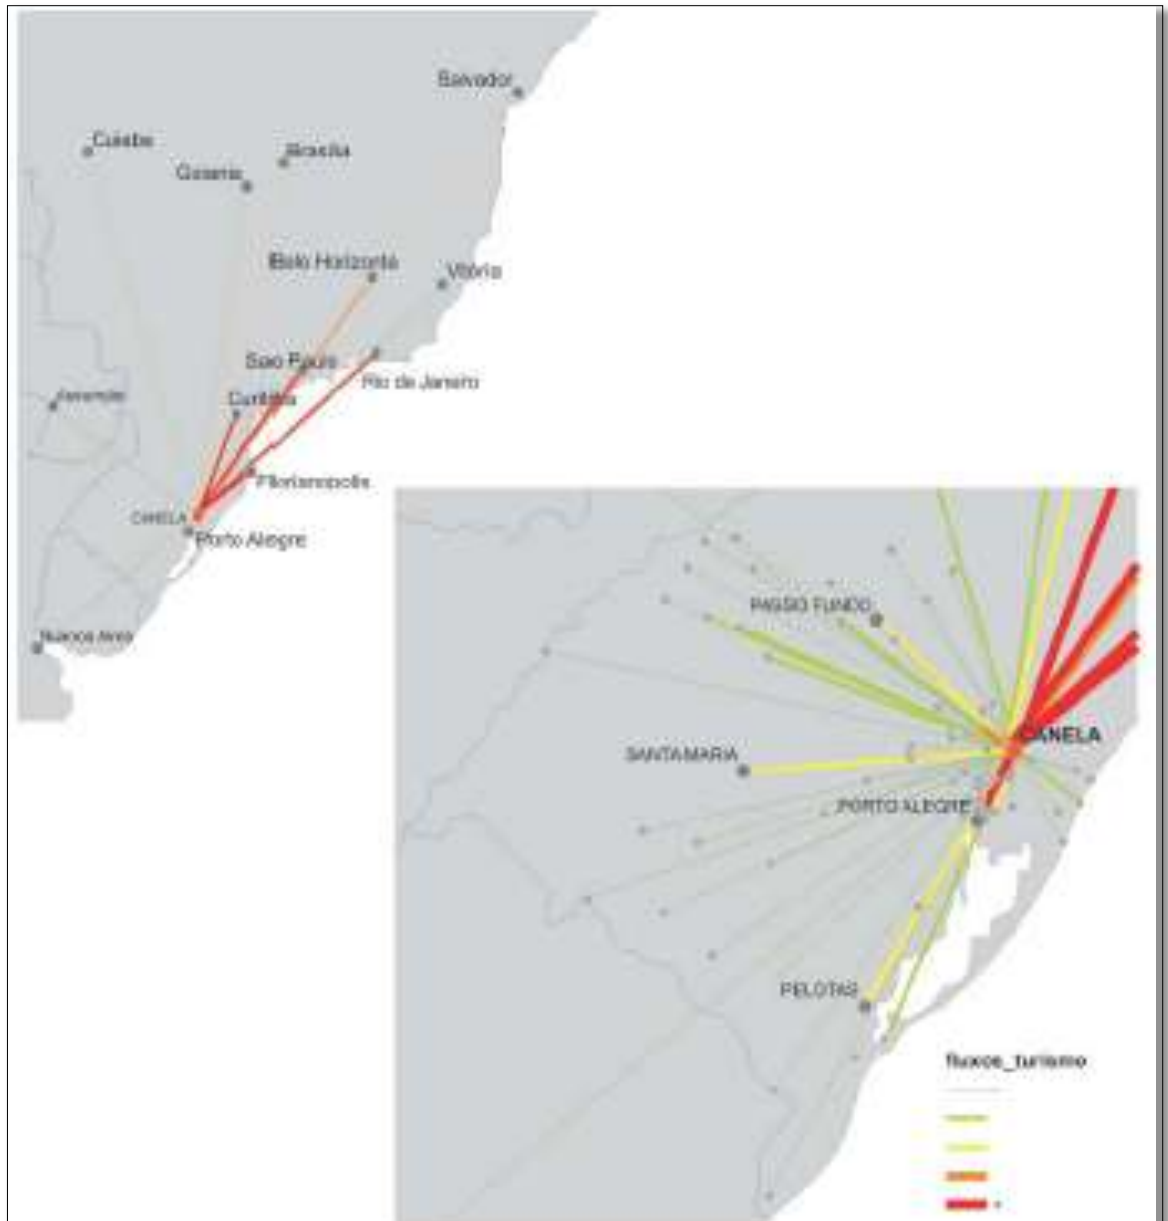 Salvador
Cuiaba
Brasilia
Goiania
Belo Horizonte
Vitória
Sao Paulo
Rio de Janeiro
Curitiba
Florianopolis
CANELA
Porto Alegre
Buenos Aires
PASSO FUNDO
CANELA
SANTA MARIA
PORTO ALEGRE
PELOTAS
fluxos_turismo